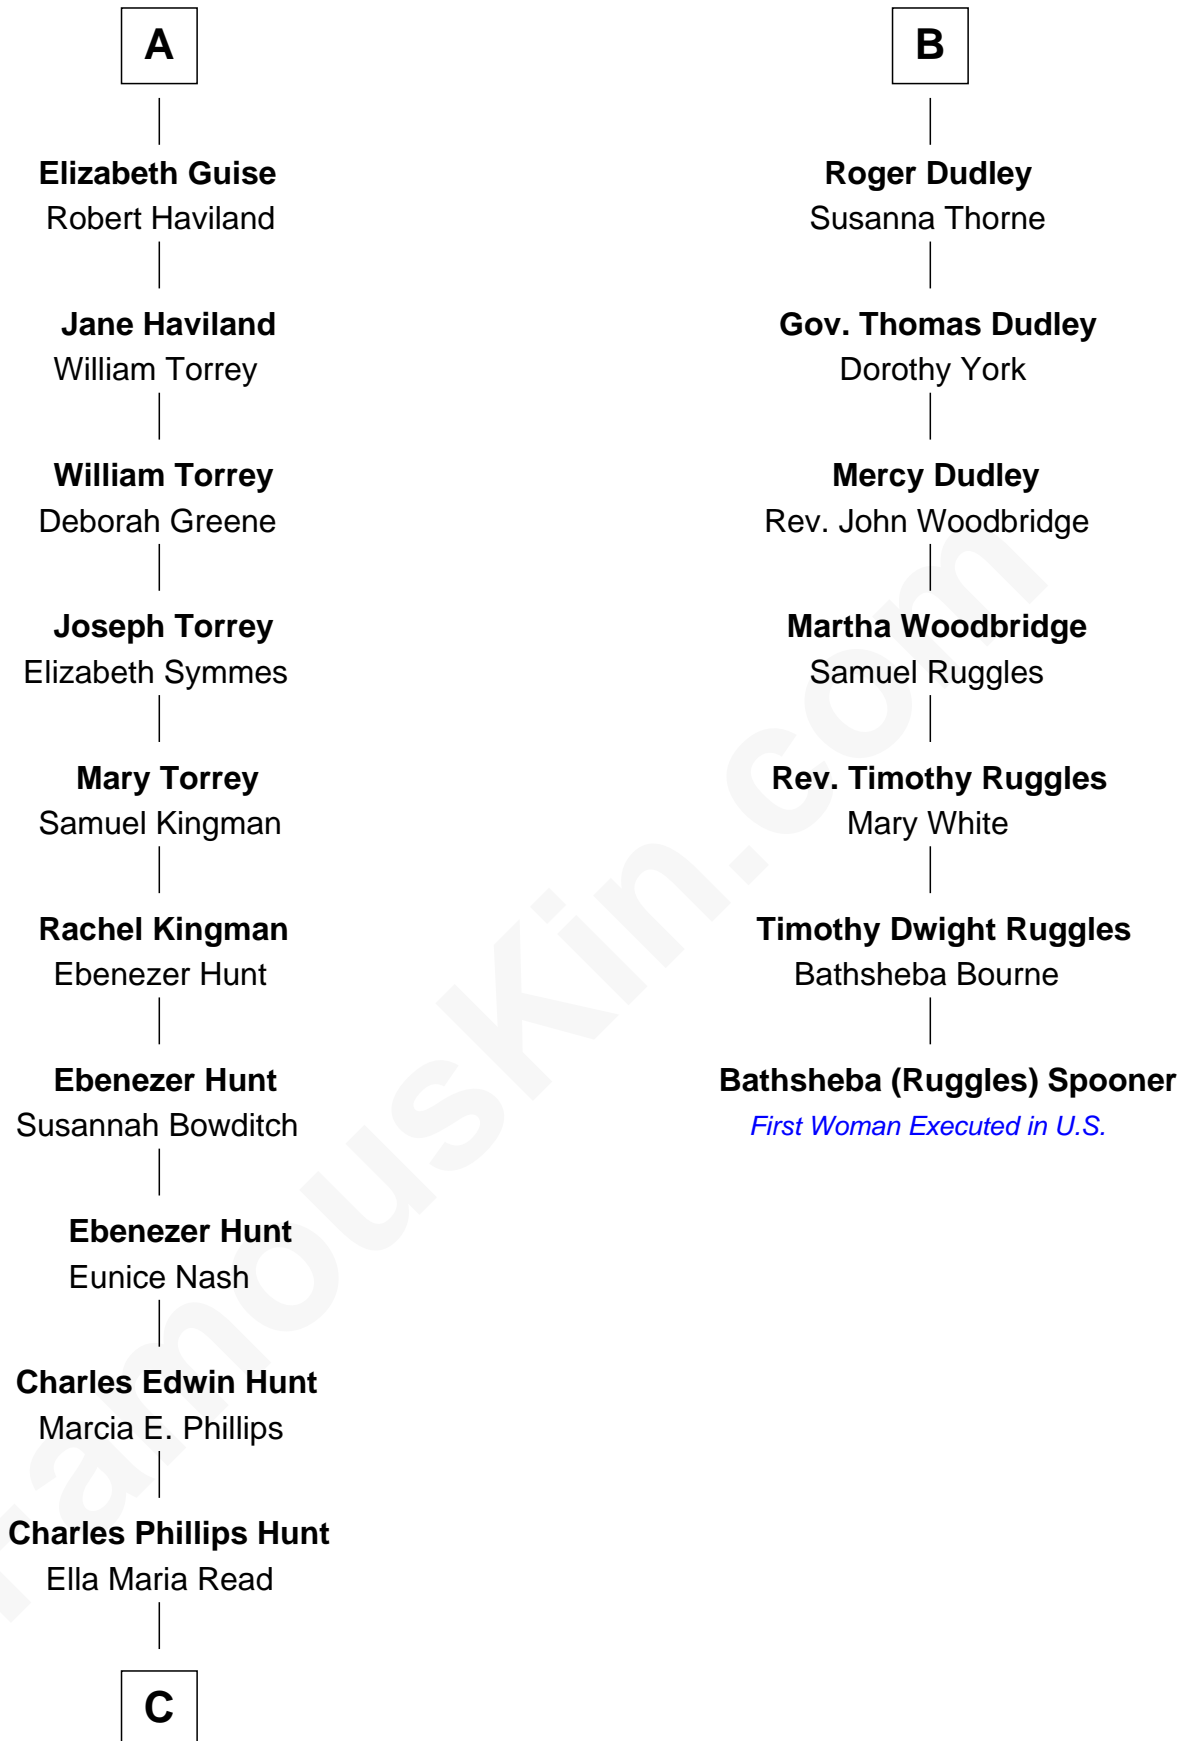 A
Elizabeth Guise
Robert Haviland
Jane Haviland
William Torrey
William Torrey
Deborah Greene
Joseph Torrey
Elizabeth Symmes
Mary Torrey
Samuel Kingman
Rachel Kingman
Ebenezer Hunt
Ebenezer Hunt
Susannah Bowditch
Ebenezer Hunt
Eunice Nash
Charles Edwin Hunt
Marcia E. Phillips
Charles Phillips Hunt
Ella Maria Read
C
B
Roger Dudley
Susanna Thorne
Gov. Thomas Dudley
Dorothy York
Mercy Dudley
Rev. John Woodbridge
Martha Woodbridge
Samuel Ruggles
Rev. Timothy Ruggles
Mary White
Timothy Dwight Ruggles
Bathsheba Bourne
Bathsheba (Ruggles) Spooner
First Woman Executed in U.S.
FamousKin.com